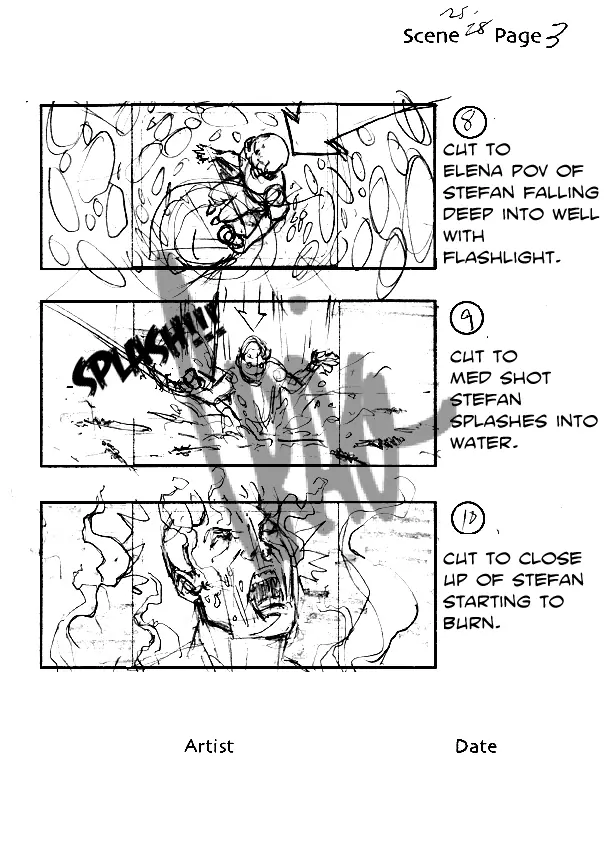 25.
Scene 28 Page 3
8
CUT TO
ELENA POV OF
STEFAN FALLING
DEEP INTO WELL
WITH
FLASHLIGHT.
SPLASH!!!
9
CUT TO
MED SHOT
STEFAN
SPLASHES INTO
WATER.
10
CUT TO CLOSE
UP OF STEFAN
STARTING TO
BURN.
Artist Date